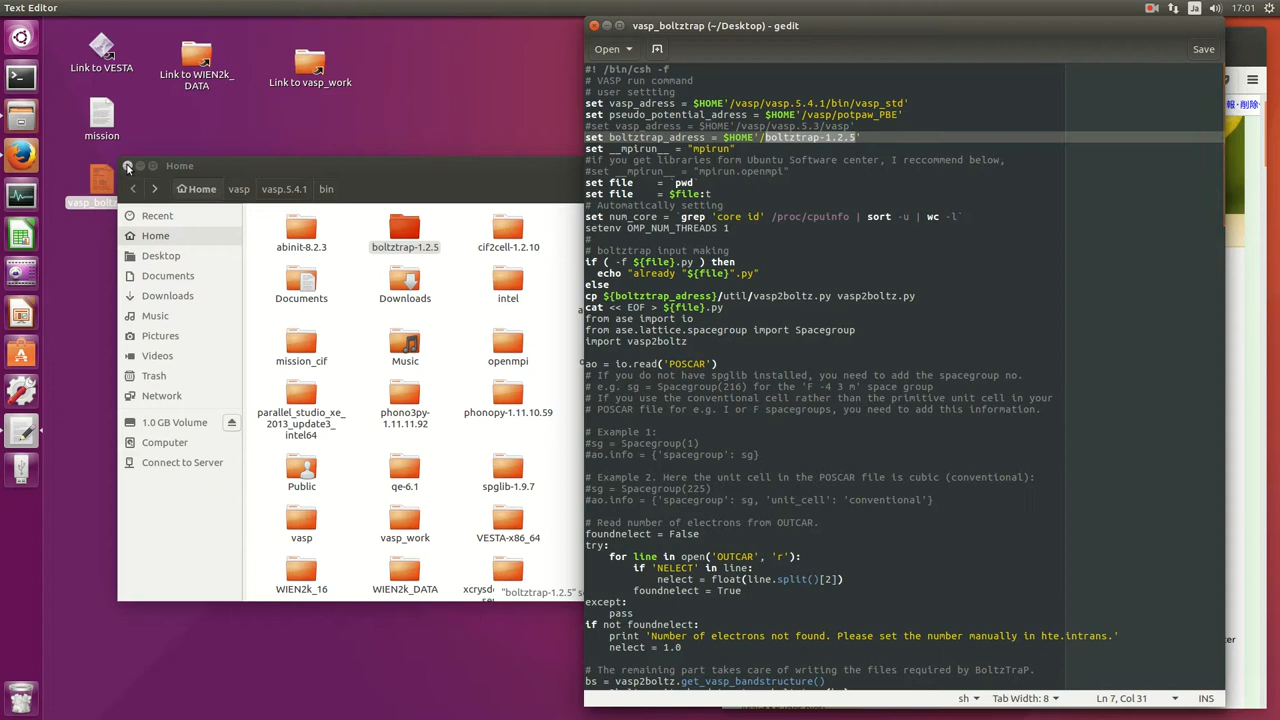 Text Editor
Ja
17:01
Link to VESTA
Link to WIEN2k_
DATA
Link to vasp_work
mission
vasp_boltz
Home
Home
vasp
vasp.5.4.1
bin
Recent
Home
Desktop
Documents
Downloads
Music
Pictures
Videos
Trash
Network
1.0 GB Volume
Computer
Connect to Server
abinit-8.2.3
boltztrap-1.2.5
cif2cell-1.2.10
Documents
Downloads
intel
mission_cif
Music
openmpi
parallel_studio_xe_
2013_update3_
intel64
phono3py-
1.11.11.92
phonopy-1.11.10.59
Public
qe-6.1
spglib-1.9.7
vasp
vasp_work
VESTA-x86_64
WIEN2k_16
WIEN2k_DATA
"boltztrap-1.2.5" s
vasp_boltztrap (~/Desktop) - gedit
Open
Save
#! /bin/csh -f
# VASP run command
# user settting
set vasp_adress = $HOME'/vasp/vasp.5.4.1/bin/vasp_std'
set pseudo_potential_adress = $HOME'/vasp/potpaw_PBE'
#set vasp_adress = $HOME'/vasp/vasp.5.3/vasp'
set boltztrap_adress = $HOME'/boltztrap-1.2.5'
set __mpirun__ = "mpirun"
#if you get libraries form Ubuntu Software center, I reccommend below,
#set __mpirun__ = "mpirun.openmpi"
set file    = `pwd`
set file    = $file:t
# Automatically setting
set num_core = `grep 'core id' /proc/cpuinfo | sort -u | wc -l`
setenv OMP_NUM_THREADS 1
#
# boltztrap input making
if ( -f ${file}.py ) then
  echo "already "${file}".py"
else
cp ${boltztrap_adress}/util/vasp2boltz.py vasp2boltz.py
cat << EOF > ${file}.py
from ase import io
from ase.lattice.spacegroup import Spacegroup
import vasp2boltz
ao = io.read('POSCAR')
# If you do not have spglib installed, you need to add the spacegroup no.
# e.g. sg = Spacegroup(216) for the 'F -4 3 m' space group
# If you use the conventional cell rather than the primitive unit cell in your
# POSCAR file for e.g. I or F spacegroups, you need to add this information.
# Example 1:
#sg = Spacegroup(1)
#ao.info = {'spacegroup': sg}
# Example 2. Here the unit cell in the POSCAR file is cubic (conventional):
#sg = Spacegroup(225)
#ao.info = {'spacegroup': sg, 'unit_cell': 'conventional'}
# Read number of electrons from OUTCAR.
foundnelect = False
try:
    for line in open('OUTCAR', 'r'):
        if 'NELECT' in line:
            nelect = float(line.split()[2])
        foundnelect = True
except:
    pass
if not foundnelect:
    print 'Number of electrons not found. Please set the number manually in hte.intrans.'
    nelect = 1.0
# The remaining part takes care of writing the files required by BoltzTraP.
bs = vasp2boltz.get_vasp_bandstructure()
sh
Tab Width: 8
Ln 7, Col 31
INS
報·削除
ter